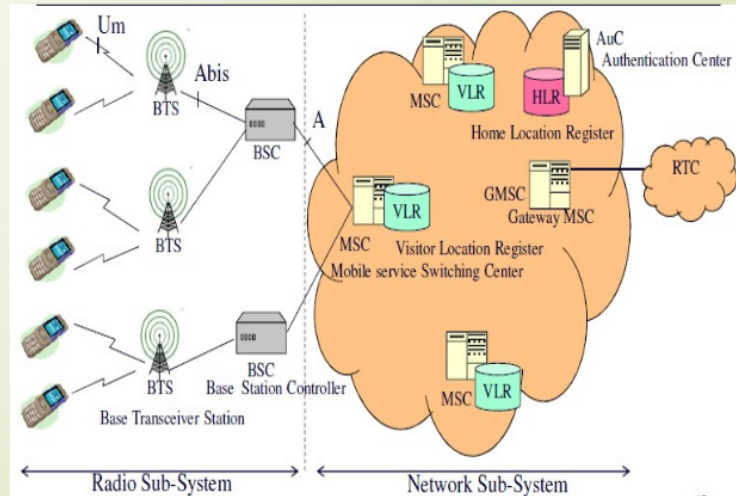 Um
BTS
Abis
BSC
A
BTS
BTS
Base Transceiver Station
BSC
Base Station Controller
MSC
VLR
HLR
AuC
Authentication Center
Home Location Register
MSC
VLR
Visitor Location Register
Mobile service Switching Center
GMSC
Gateway MSC
RTC
MSC
VLR
Radio Sub-System
Network Sub-System